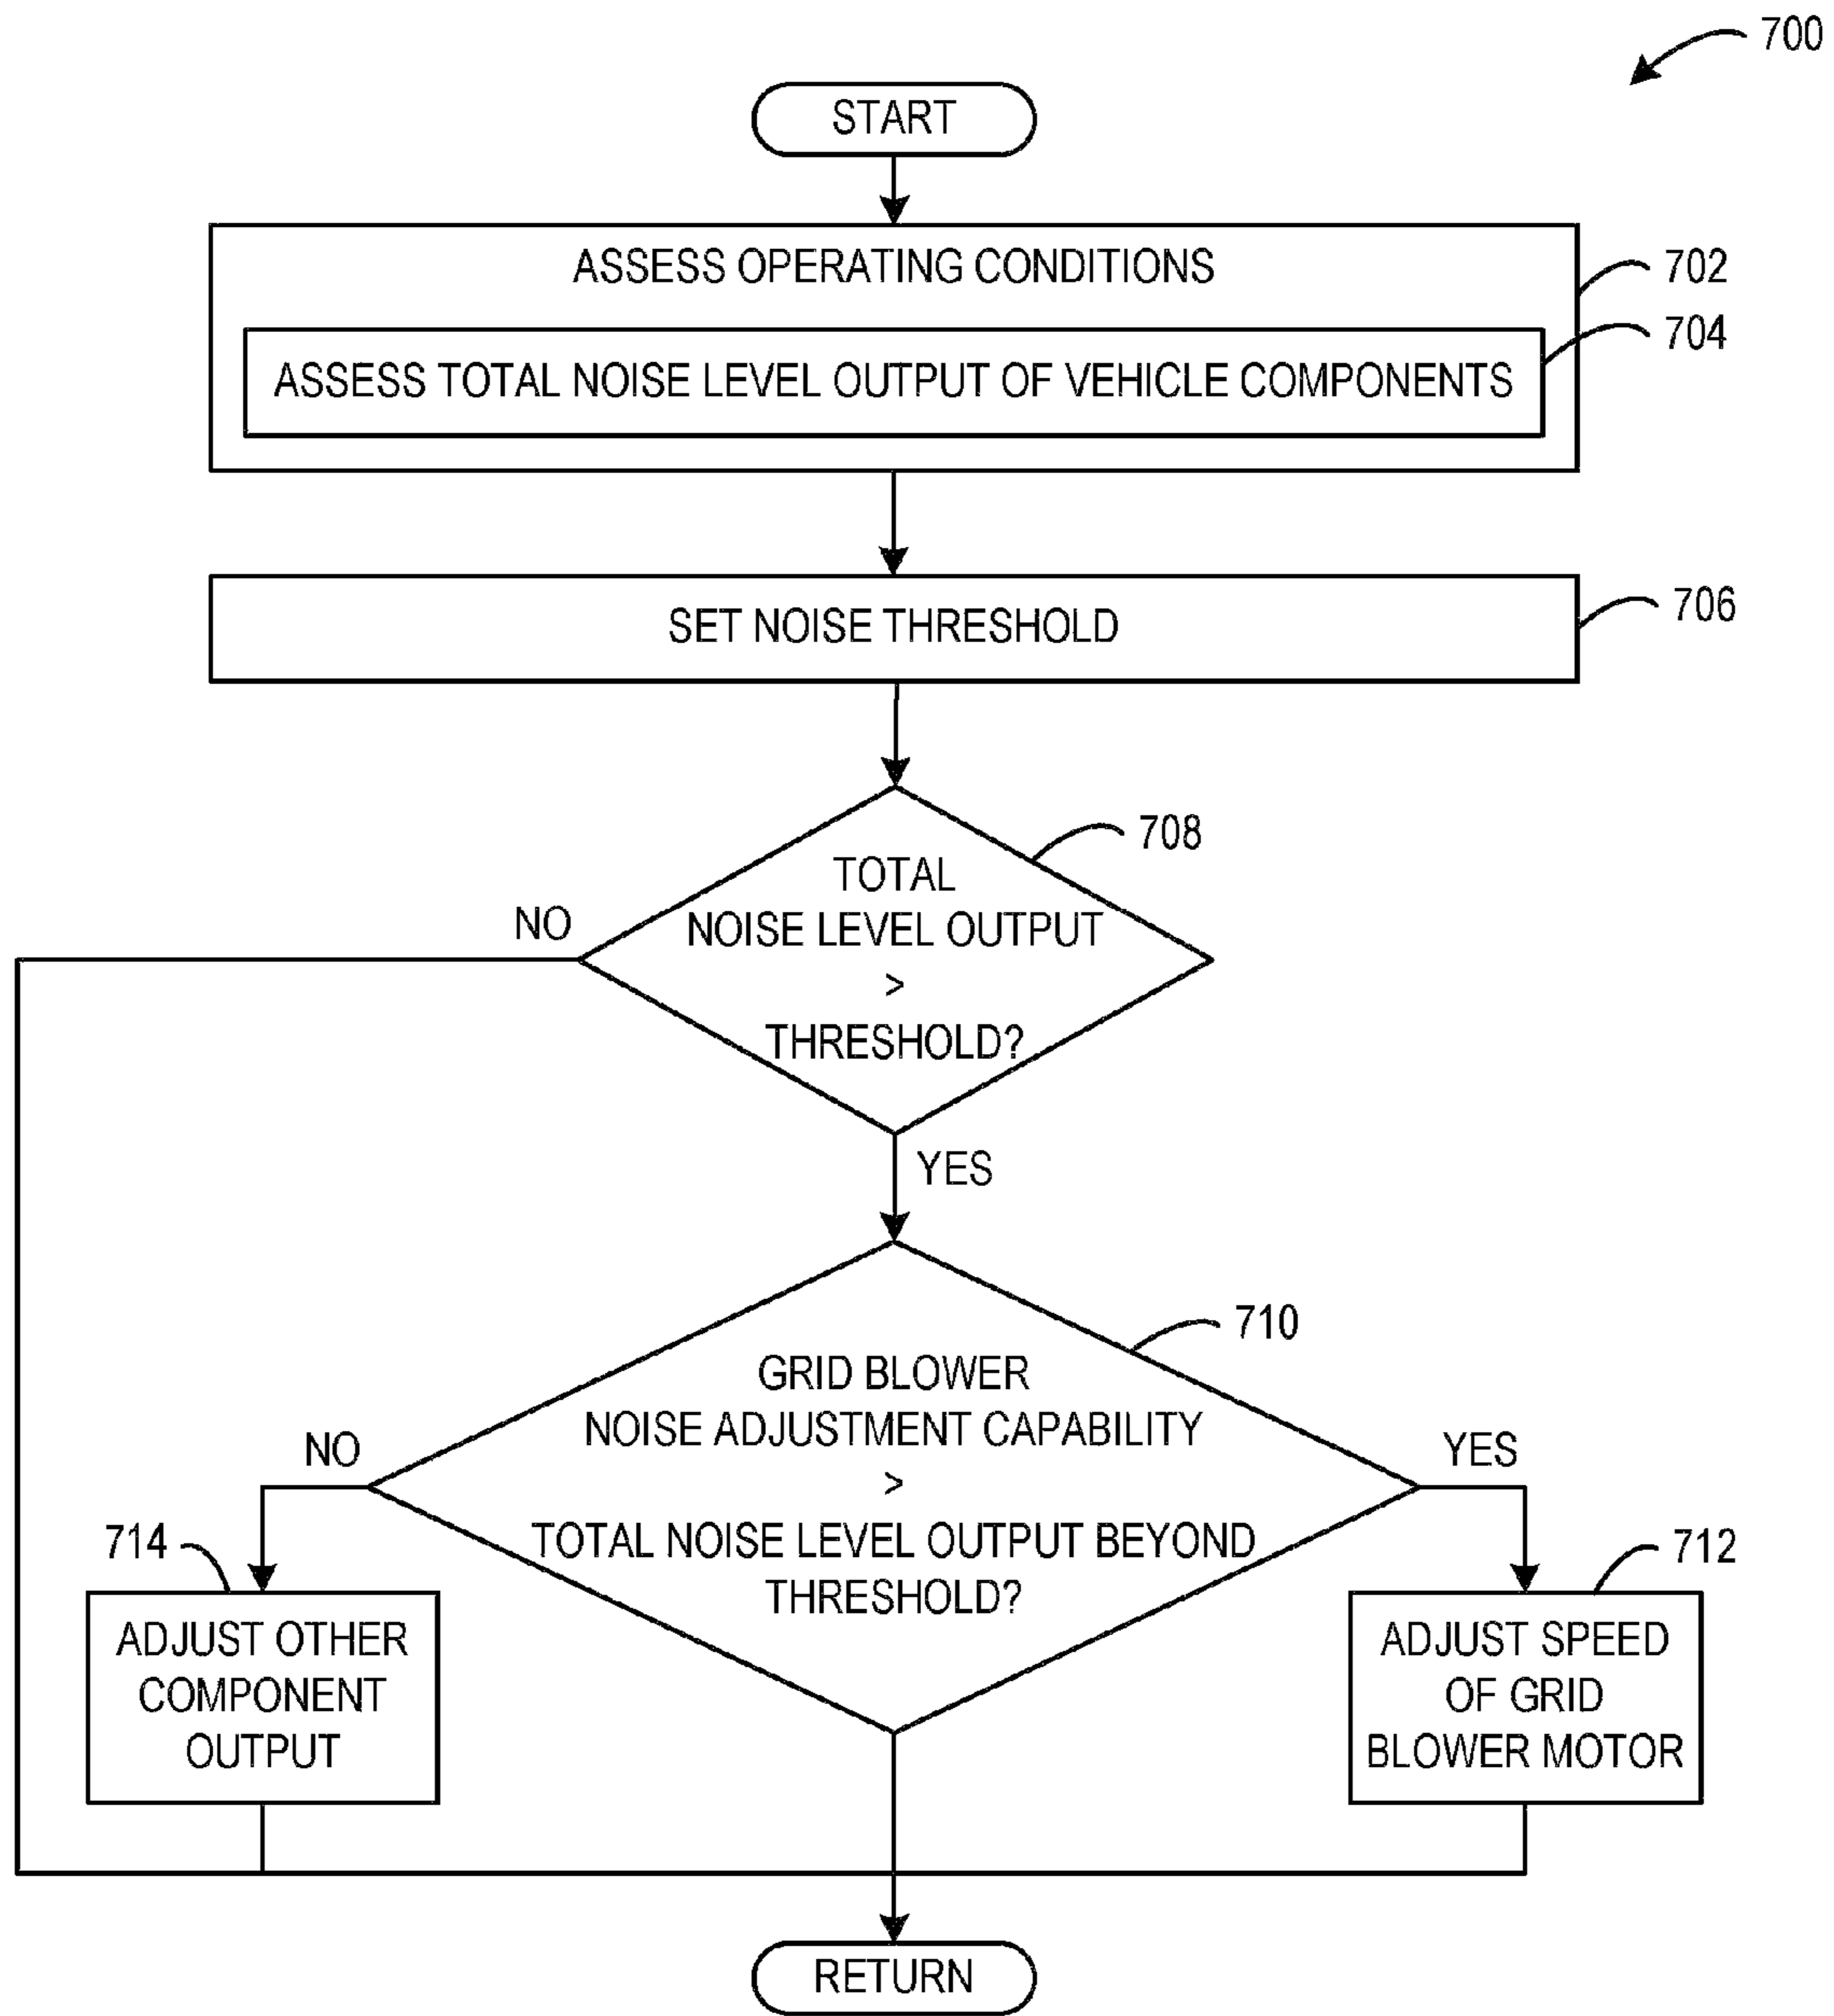 700
START
ASSESS OPERATING CONDITIONS
702
704
ASSESS TOTAL NOISE LEVEL OUTPUT OF VEHICLE COMPONENTS
SET NOISE THRESHOLD
706
708
TOTAL
NOISE LEVEL OUTPUT
>
THRESHOLD?
NO
YES
710
GRID BLOWER
NOISE ADJUSTMENT CAPABILITY
>
TOTAL NOISE LEVEL OUTPUT BEYOND
THRESHOLD?
NO
YES
714
ADJUST OTHER
COMPONENT
OUTPUT
712
ADJUST SPEED
OF GRID
BLOWER MOTOR
RETURN